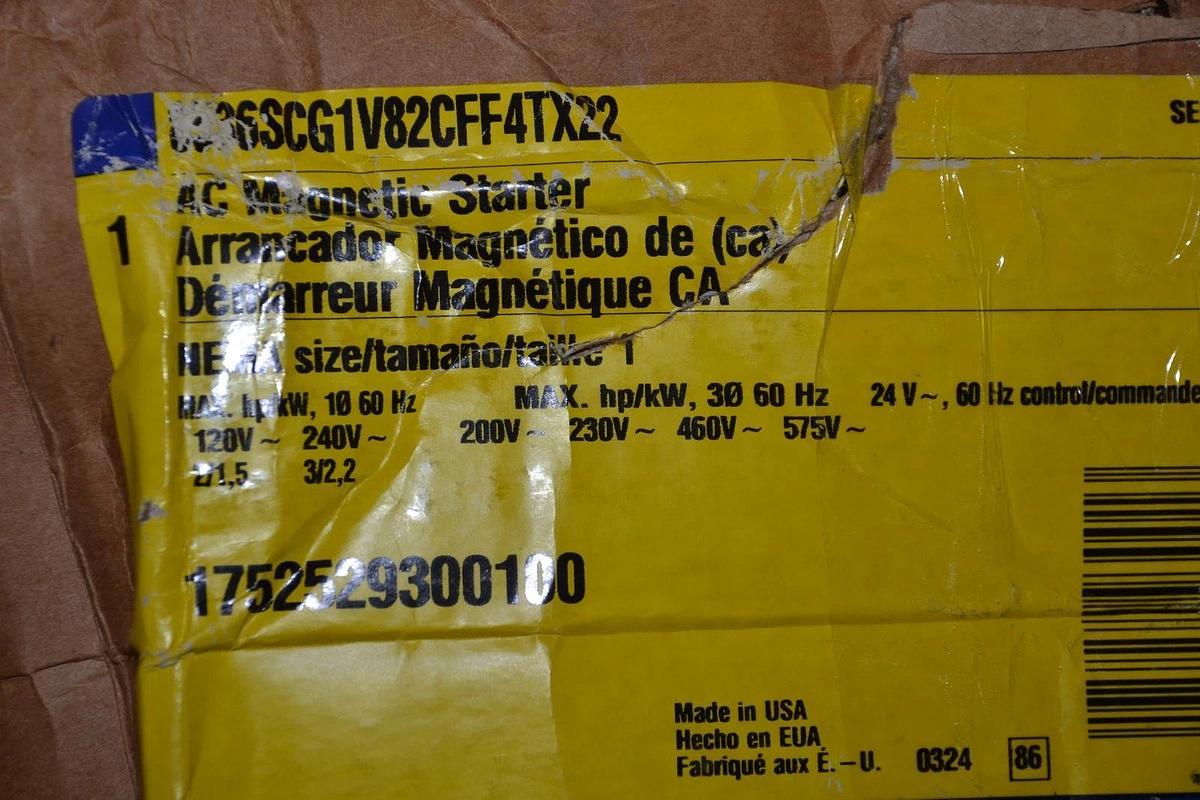 8536SCG1V82CFF4TX22
SE
AC Magnetic Starter
1
Arrancador Magnético de (ca)
Démarreur Magnétique CA
NEMA size/tamaño/taille 1
MAX. hp/kW, 1Ø 60 Hz MAX. hp/kW, 3Ø 60 Hz 24 V~, 60 Hz control/commande
120V~ 240V~ 200V~ 230V~ 460V~ 575V~
2/1,5 3/2,2
1752529300100
Made in USA
Hecho en EUA
Fabriqué aux É.-U. 0324 86